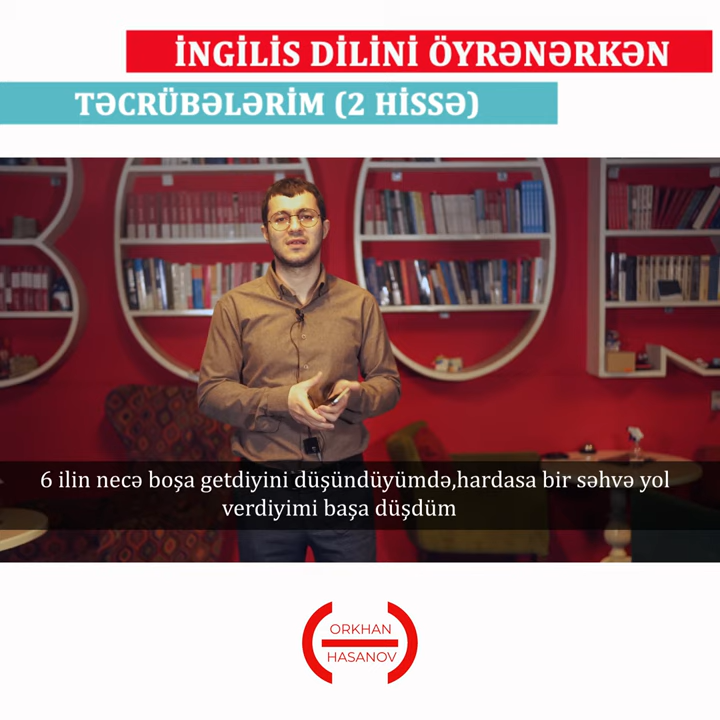 İNGİLİS DİLİNİ ÖYRƏNƏRKƏN
TƏCRÜBƏLƏRİM (2 HİSSƏ)
6 ilin necə boşa getdiyini düşündüyümdə,hardasa bir səhvə yol
verdiyimi başa düşdüm
ORKHAN
HASANOV